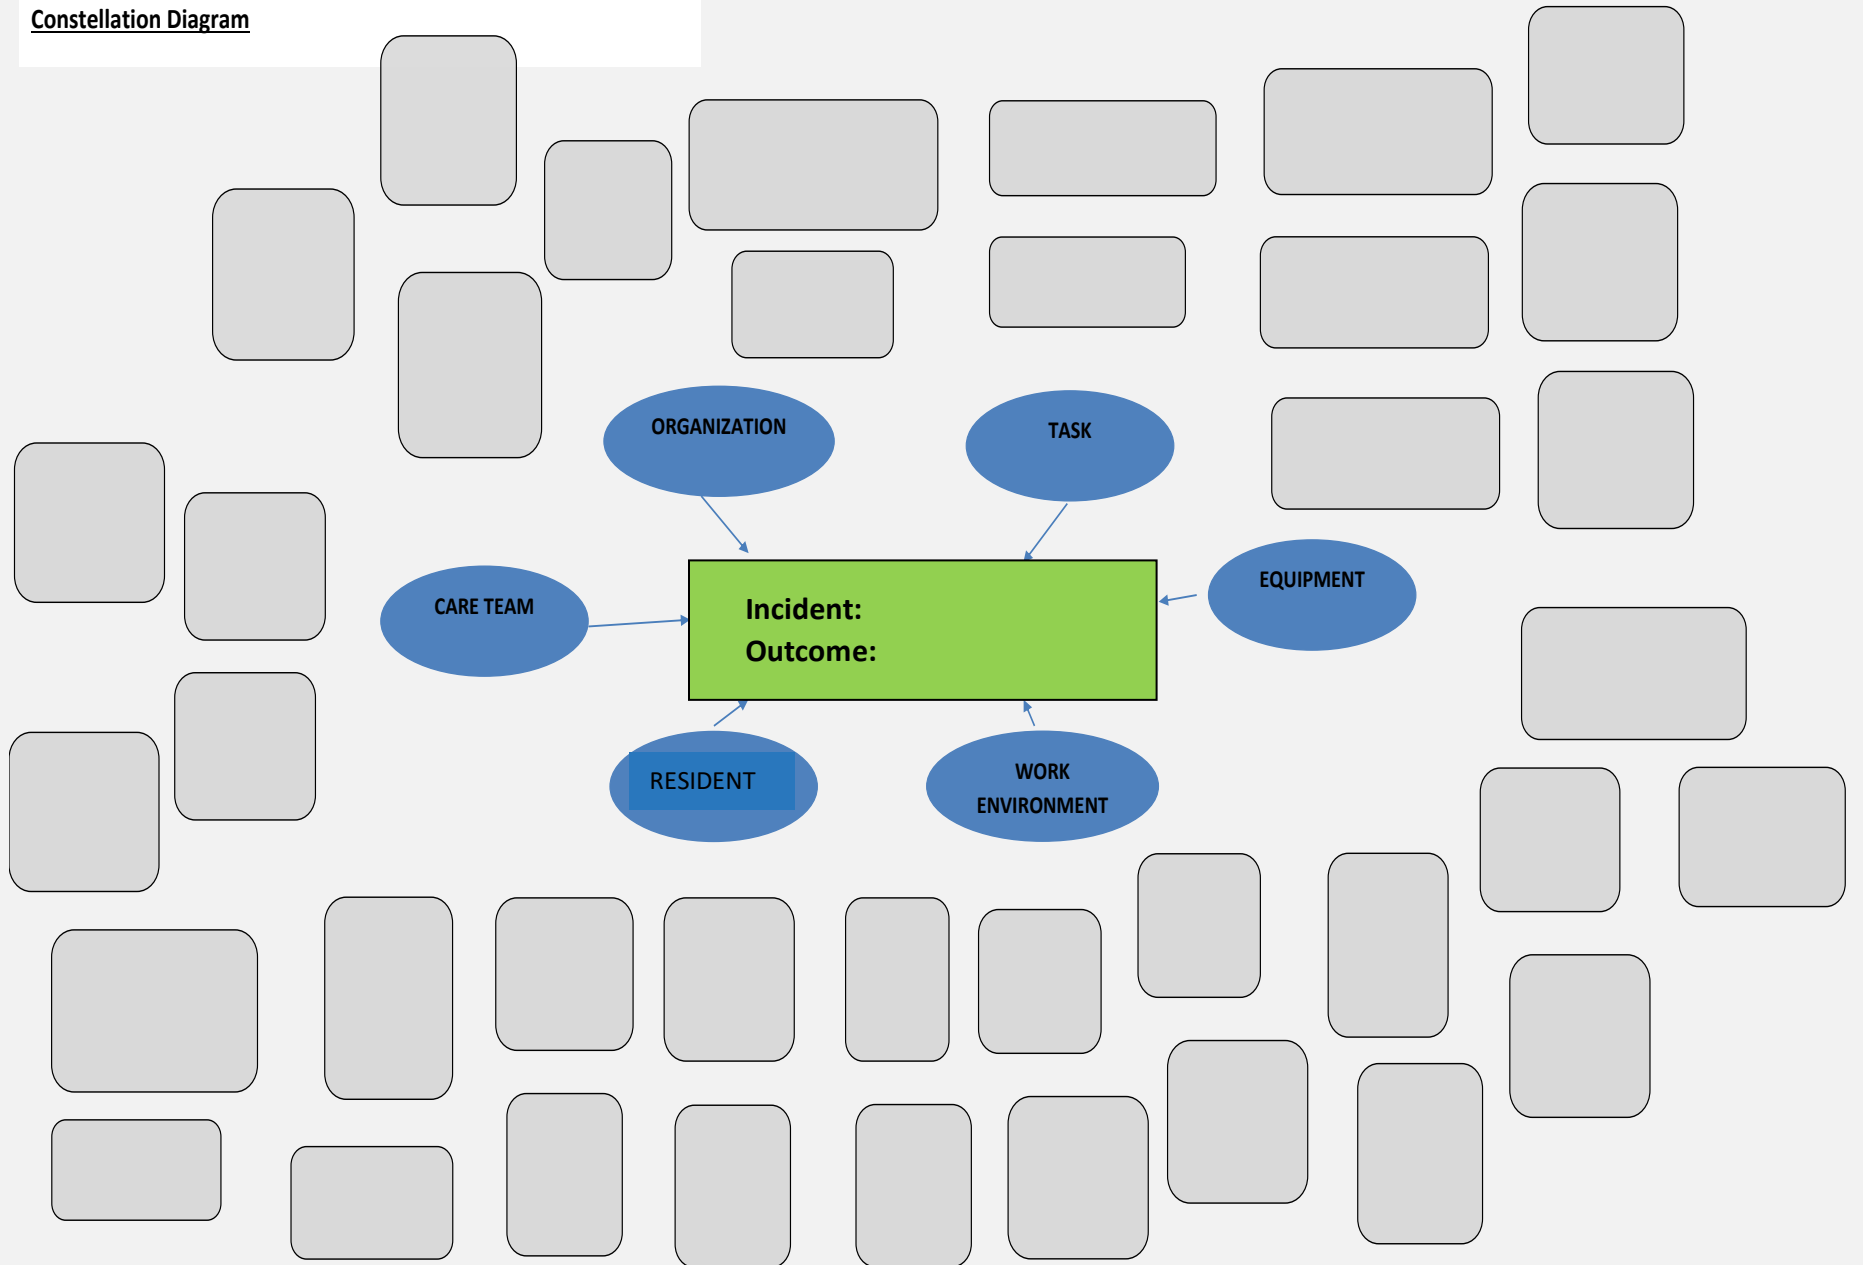 Constellation Diagram
ORGANIZATION
TASK
EQUIPMENT
CARE TEAM
Incident:
Outcome:
RESIDENT
WORK
ENVIRONMENT